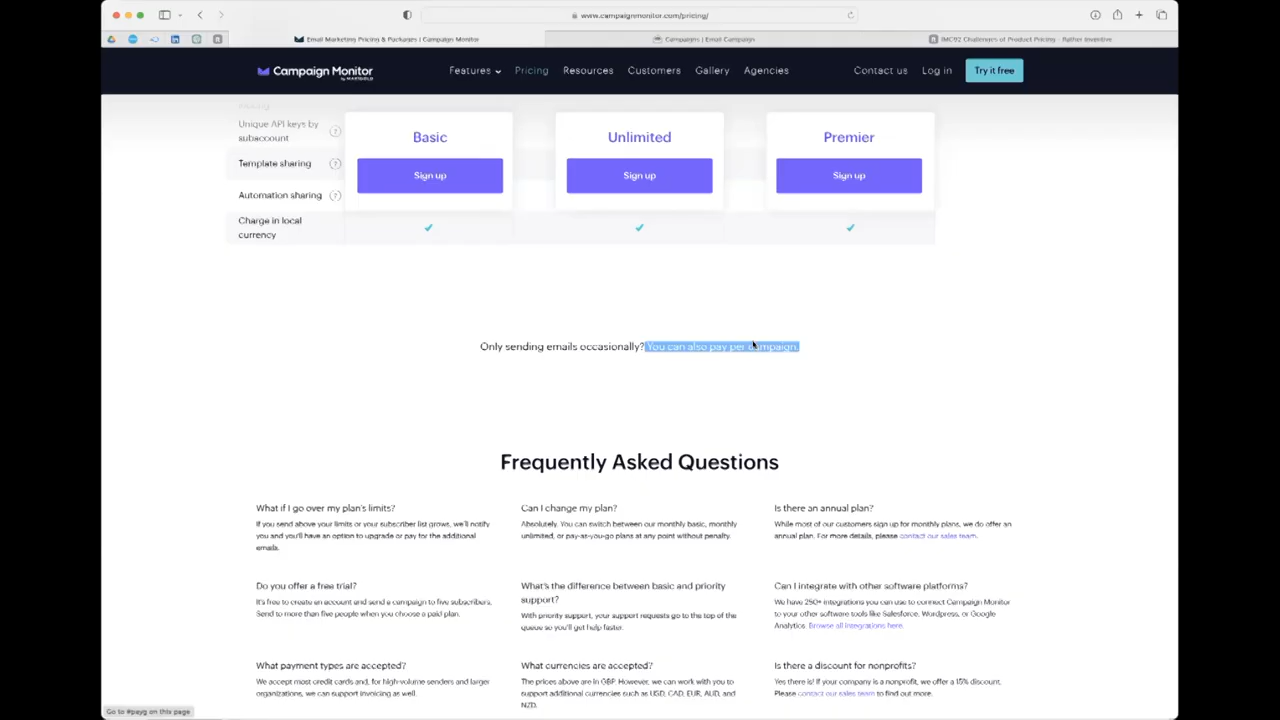 www.campaignmonitor.com/pricing/
Email Marketing Pricing & Packages | Campaign Monitor
Campaigns | Email Campaign
IMC92 Challenges of Product Pricing - Rather Inventive
Campaign Monitor
by MARIGOLD
Features
Pricing
Resources
Customers
Gallery
Agencies
Contact us
Log in
Try it free
Unique API keys by
subaccount
Template sharing
Automation sharing
Charge in local
currency
Basic
Sign up
Unlimited
Sign up
Premier
Sign up
Only sending emails occasionally? You can also pay per campaign.
Frequently Asked Questions
What if I go over my plan's limits?
If you send above your limits or your subscriber list grows, we'll notify
you and you'll have an option to upgrade or pay for the additional
emails.
Can I change my plan?
Absolutely. You can switch between our monthly basic, monthly
unlimited, or pay-as-you-go plans at any point without penalty.
Is there an annual plan?
While most of our customers sign up for monthly plans, we do offer an
annual plan. For more details, please contact our sales team.
Do you offer a free trial?
It's free to create an account and send a campaign to five subscribers.
Send to more than five people when you choose a paid plan.
What's the difference between basic and priority
support?
With priority support, your support requests go to the top of the
queue so you'll get help faster.
Can I integrate with other software platforms?
We have 250+ integrations you can use to connect Campaign Monitor
to your other software tools like Salesforce, Wordpress, or Google
Analytics. Browse all integrations here.
What payment types are accepted?
We accept most credit cards and, for high-volume senders and larger
organizations, we can support invoicing as well.
What currencies are accepted?
The prices above are in GBP. However, we can work with you to
support additional currencies such as USD, CAD, EUR, AUD, and
NZD.
Is there a discount for nonprofits?
Yes there is! If your company is a nonprofit, we offer a 15% discount.
Please contact our sales team to find out more.
Go to #payg on this page